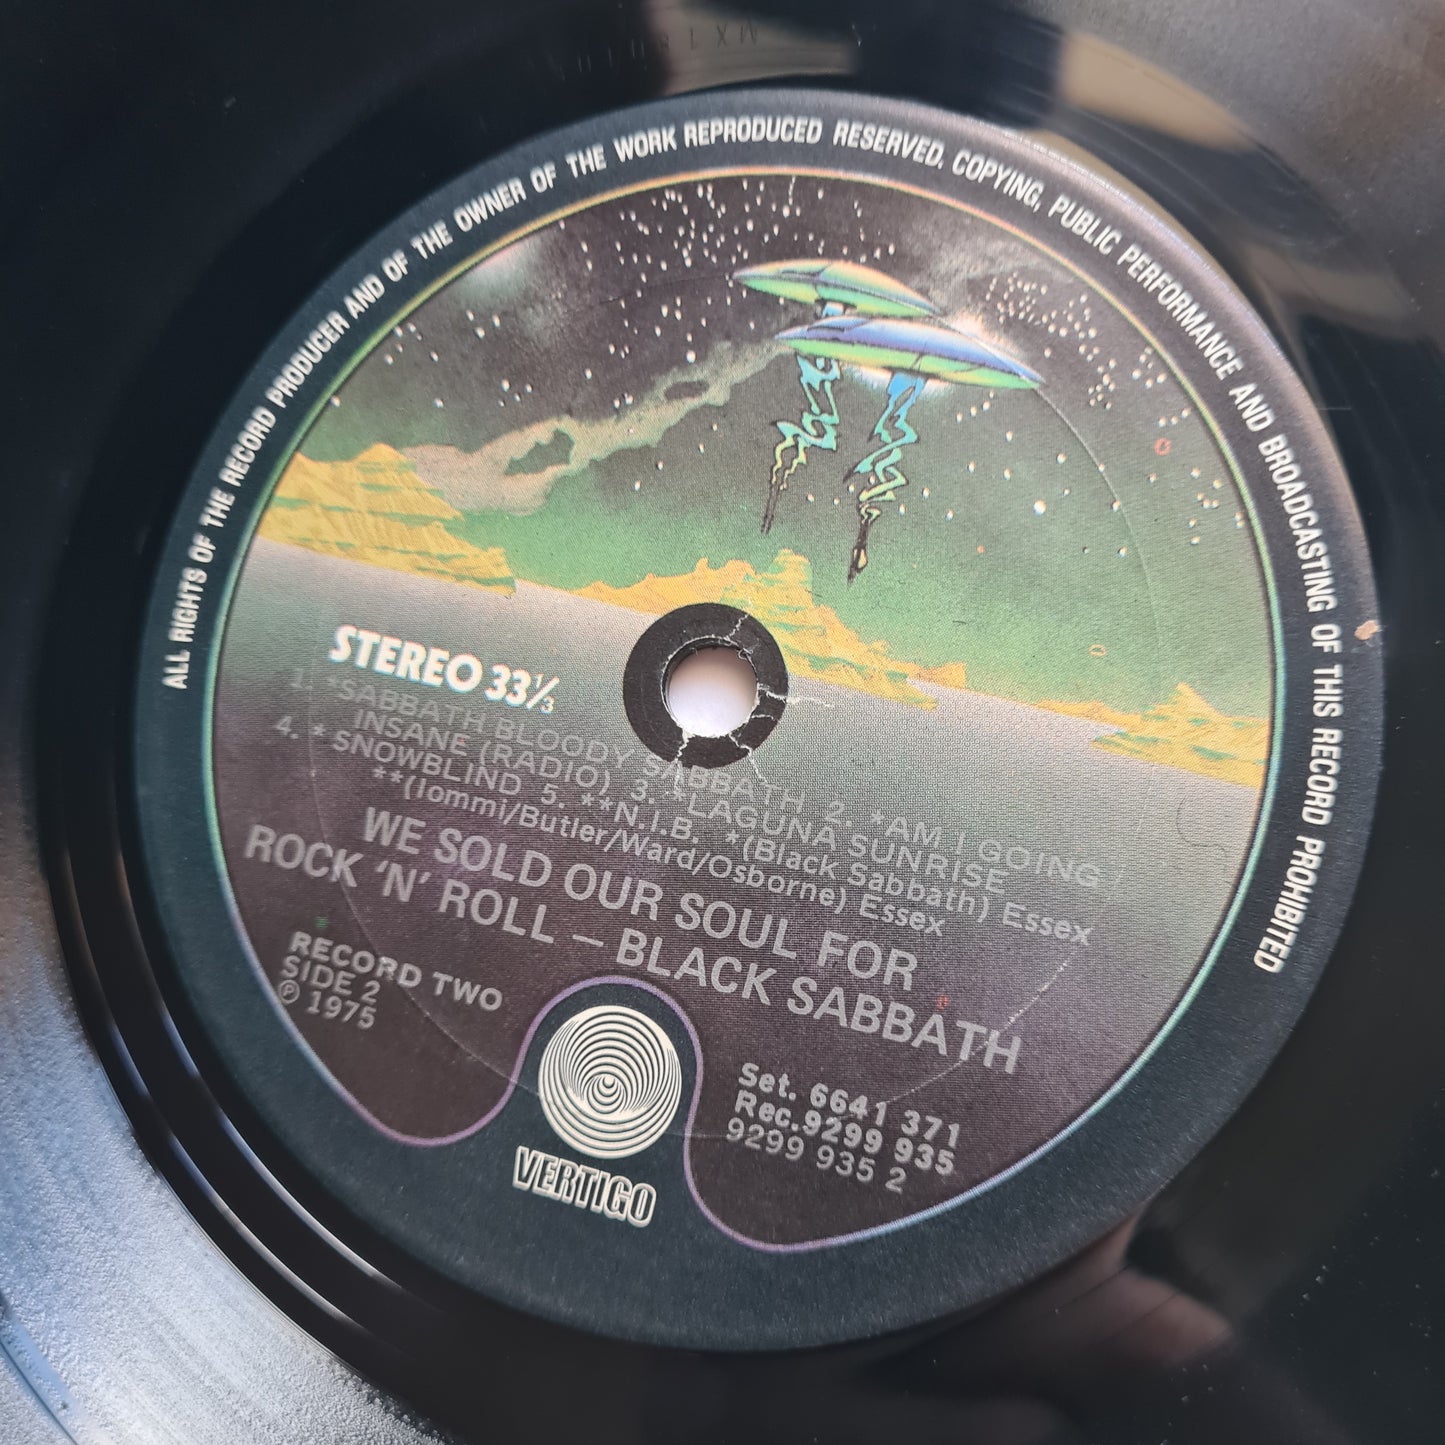 ALL RIGHTS OF THE RECORD PRODUCER AND OF THE OWNER OF THE WORK REPRODUCED RESERVED. COPYING, PUBLIC PERFORMANCE AND BROADCASTING OF THIS RECORD PROHIBITED
STEREO 33⅓
1. *SABBATH BLOODY SABBATH 2. *AM I GOING
INSANE (RADIO) 3. *LAGUNA SUNRISE
4. * SNOWBLIND 5. **N.I.B. *(Black Sabbath) Essex
**(Iommi/Butler/Ward/Osborne) Essex
WE SOLD OUR SOUL FOR
ROCK 'N' ROLL – BLACK SABBATH
RECORD TWO
SIDE 2
℗ 1975
Set. 6641 371
Rec.9299 935
9299 935 2
VERTIGO